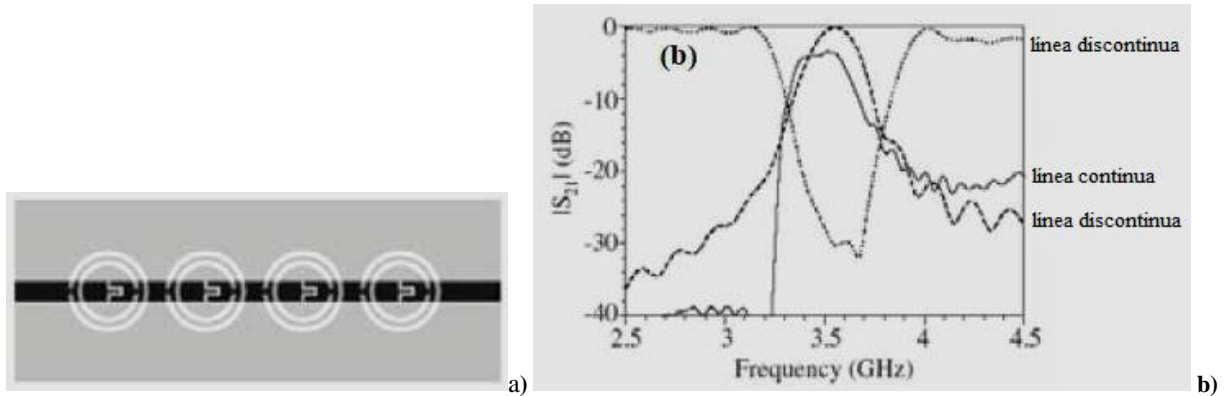 a)
(b)
|S21| (dB)
0
-10
-20
-30
-40
2.5 3 3.5 4 4.5
Frequency (GHz)
linea discontinua
linea continua
linea discontinua
b)